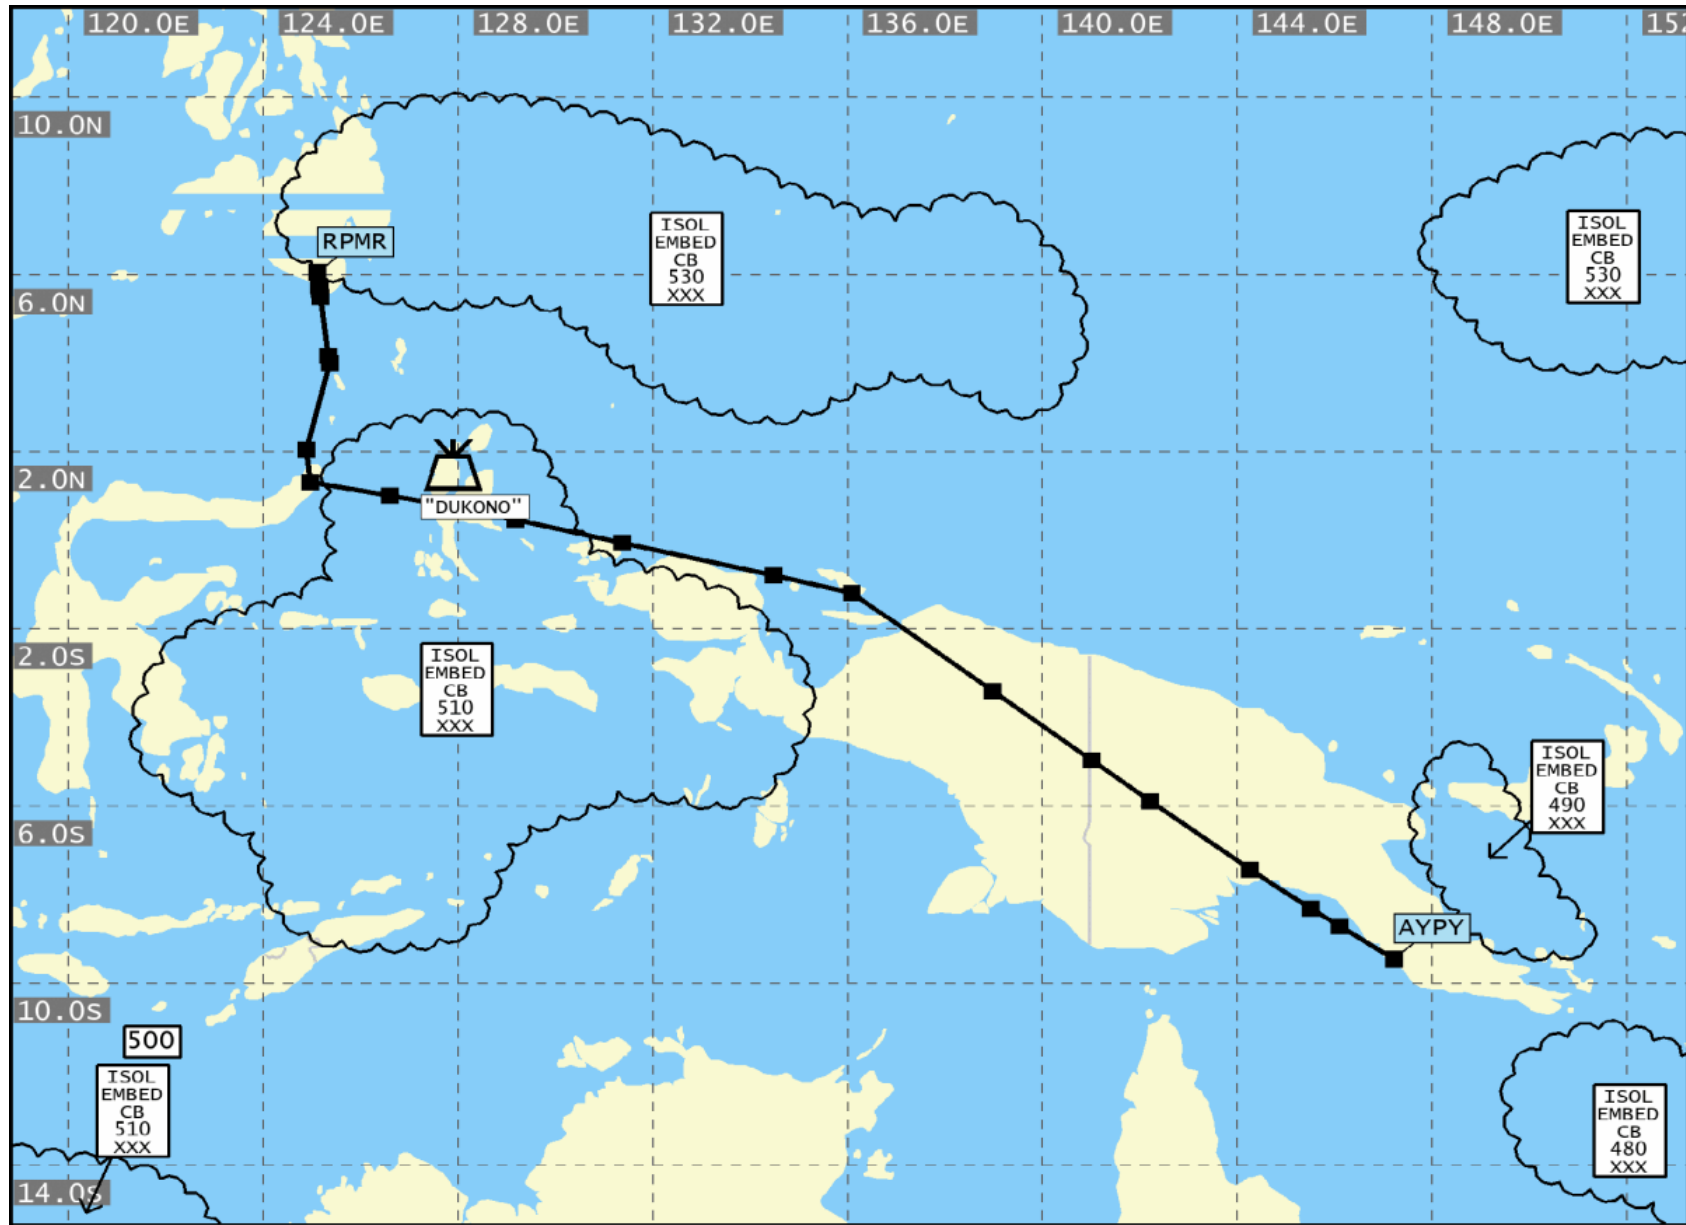 120.0E 124.0E 128.0E 132.0E 136.0E 140.0E 144.0E 148.0E 152
10.0N
ISOL
EMBED
CB
530
XXX
ISOL
EMBED
CB
530
XXX
RPMR
6.0N
2.0N
"DUKONO"
2.0S
ISOL
EMBED
CB
510
XXX
ISOL
EMBED
CB
490
XXX
6.0S
AYPY
10.0S
500
ISOL
EMBED
CB
510
XXX
ISOL
EMBED
CB
480
XXX
14.0S